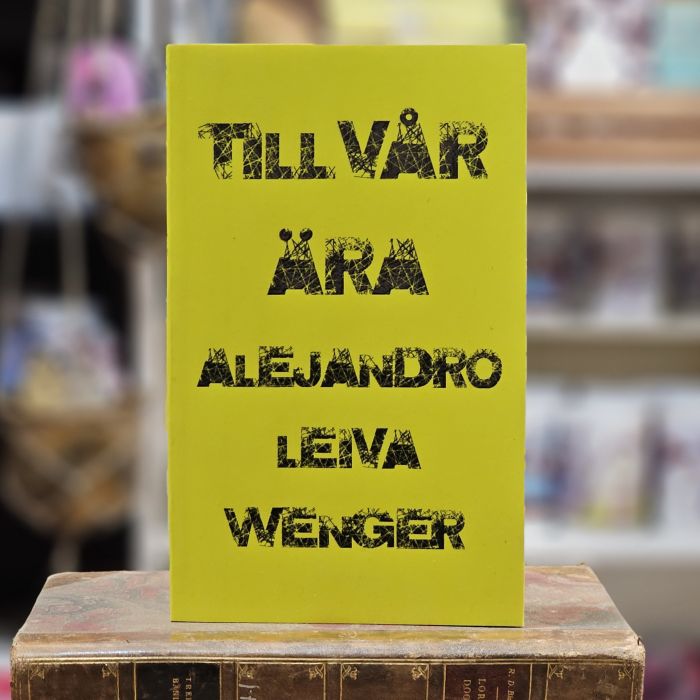 TILL VÅR
ÄRA
ALEJANDRO
LEIVA
WENGER